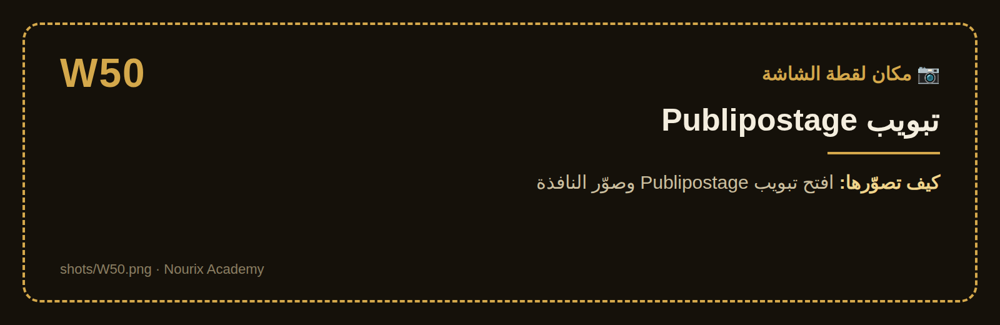 W50
📷 مكان لقطة الشاشة
تبويب Publipostage
كيف تصوّرها: افتح تبويب Publipostage وصوّر النافذة
shots/W50.png · Nourix Academy